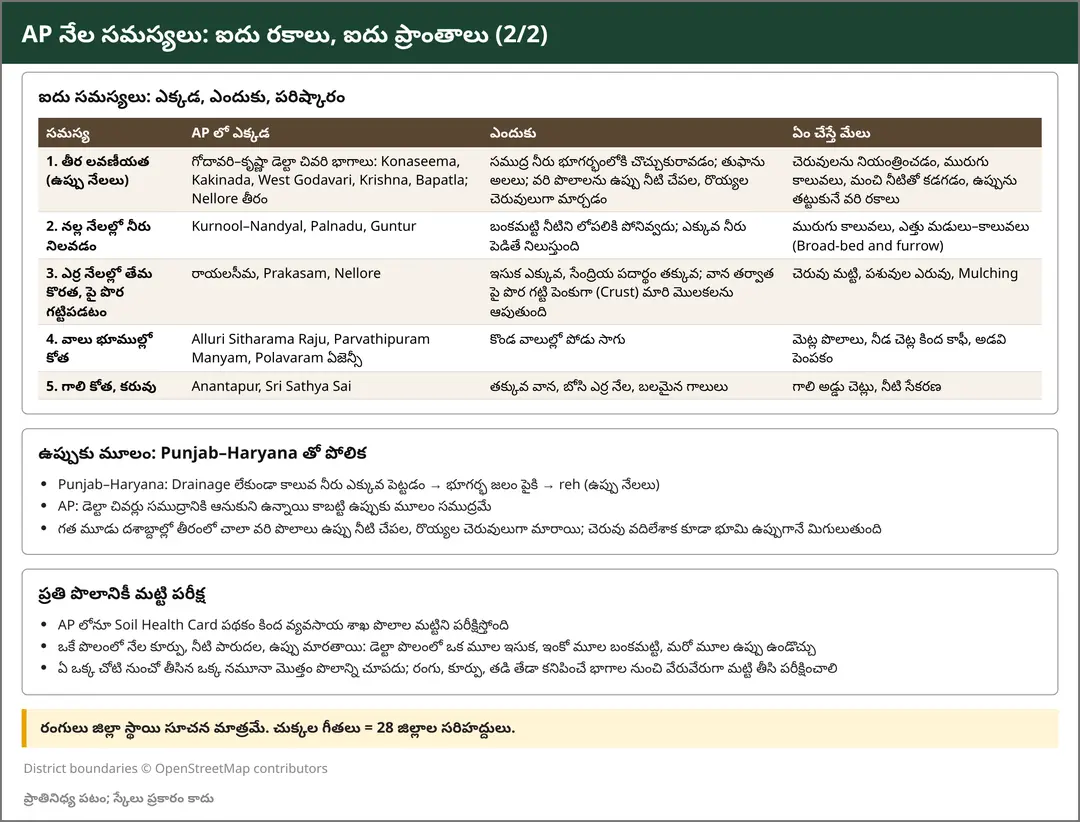 AP నేల సమస్యలు: ఐదు రకాలు, ఐదు ప్రాంతాలు (2/2)
ఐదు సమస్యలు: ఎక్కడ, ఎందుకు, పరిష్కారం
సమస్య AP లో ఎక్కడ ఎందుకు ఏం చేస్తే మేలు
1. తీర లవణీయత (ఉప్పు నేలలు)
గోదావరి–కృష్ణా డెల్టా చివరి భాగాలు: Konaseema,
Kakinada, West Godavari, Krishna, Bapatla;
Nellore తీరం
సముద్ర నీరు భూగర్భంలోకి చొచ్చుకురావడం; తుఫాను
అలలు; వరి పొలాలను ఉప్పు నీటి చేపల, రొయ్యల
చెరువులుగా మార్చడం
చెరువులను నియంత్రించడం, మురుగు
కాలువలు, మంచి నీటితో కడగడం, ఉప్పును
తట్టుకునే వరి రకాలు
2. నల్ల నేలల్లో నీరు
నిలవడం
Kurnool–Nandyal, Palnadu, Guntur
బంకమట్టి నీటిని లోపలికి పోనివ్వదు; ఎక్కువ నీరు
పెడితే నిలుస్తుంది
మురుగు కాలువలు, ఎత్తు మడులు–కాలువలు
(Broad-bed and furrow)
3. ఎర్ర నేలల్లో తేమ
కొరత, పై పొర
గట్టిపడటం
రాయలసీమ, Prakasam, Nellore
ఇసుక ఎక్కువ, సేంద్రియ పదార్థం తక్కువ; వాన తర్వాత
పై పొర గట్టి పెంకుగా (Crust) మారి మొలకలను
ఆపుతుంది
చెరువు మట్టి, పశువుల ఎరువు, Mulching
4. వాలు భూముల్లో
కోత
Alluri Sitharama Raju, Parvathipuram
Manyam, Polavaram ఏజెన్సీ
కొండ వాలుల్లో పోడు సాగు
మెట్ల పొలాలు, నీడ చెట్ల కింద కాఫీ, అడవి
పెంపకం
5. గాలి కోత, కరువు
Anantapur, Sri Sathya Sai
తక్కువ వాన, బోసి ఎర్ర నేల, బలమైన గాలులు
గాలి అడ్డు చెట్లు, నీటి సేకరణ
ఉప్పుకు మూలం: Punjab–Haryana తో పోలిక
• Punjab–Haryana: Drainage లేకుండా కాలువ నీరు ఎక్కువ పెట్టడం → భూగర్భ జలం పైకి → reh (ఉప్పు నేలలు)
• AP: డెల్టా చివర్లు సముద్రానికి ఆనుకుని ఉన్నాయి కాబట్టి ఉప్పుకు మూలం సముద్రమే
• గత మూడు దశాబ్దాల్లో తీరంలో చాలా వరి పొలాలు ఉప్పు నీటి చేపల, రొయ్యల చెరువులుగా మారాయి; చెరువు వదిలేశాక కూడా భూమి ఉప్పుగానే మిగులుతుంది
ప్రతి పొలానికీ మట్టి పరీక్ష
• AP లోనూ Soil Health Card పథకం కింద వ్యవసాయ శాఖ పొలాల మట్టిని పరీక్షిస్తోంది
• ఒకే పొలంలో నేల కూర్పు, నీటి పారుదల, ఉప్పు మారతాయి: డెల్టా పొలంలో ఒక మూల ఇసుక, ఇంకో మూల బంకమట్టి, మరో మూల ఉప్పు ఉండొచ్చు
• ఏ ఒక్క చోటి నుంచో తీసిన ఒక్క నమూనా మొత్తం పొలాన్ని చూపదు; రంగు, కూర్పు, తడి తేడా కనిపించే భాగాల నుంచి వేరువేరుగా మట్టి తీసి పరీక్షించాలి
రంగులు జిల్లా స్థాయి సూచన మాత్రమే. చుక్కల గీతలు = 28 జిల్లాల సరిహద్దులు.
District boundaries © OpenStreetMap contributors
ప్రాతినిధ్య పటం; స్కేలు ప్రకారం కాదు